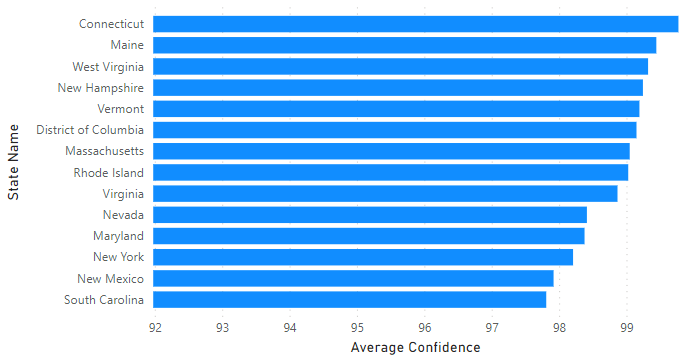 State Name
Connecticut
Maine
West Virginia
New Hampshire
Vermont
District of Columbia
Massachusetts
Rhode Island
Virginia
Nevada
Maryland
New York
New Mexico
South Carolina
92 93 94 95 96 97 98 99
Average Confidence